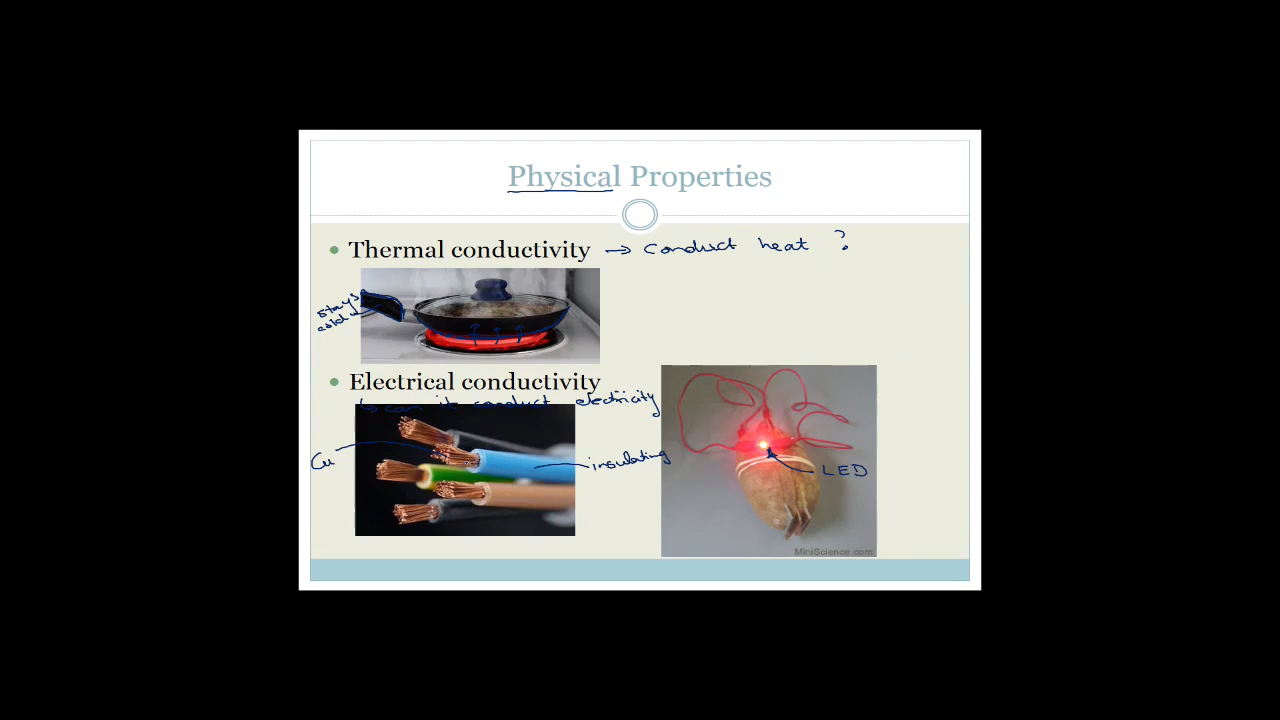 Physical Properties
Thermal conductivity → conduct heat ?
stays
cold
Electrical conductivity
↳ can it conduct electricity
Cu
insulating
LED
MiniScience.com